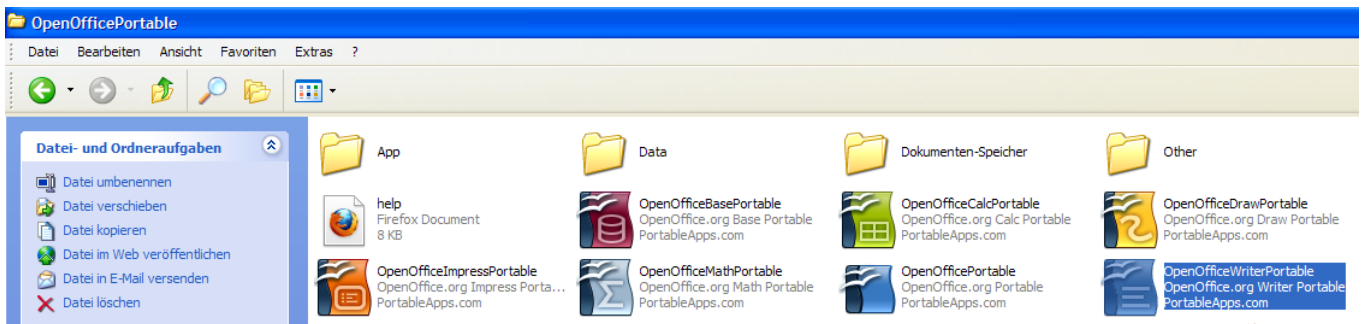 OpenOfficePortable
Datei Bearbeiten Ansicht Favoriten Extras ?
Datei- und Ordneraufgaben
Datei umbenennen
Datei verschieben
Datei kopieren
Datei im Web veröffentlichen
Datei in E-Mail versenden
Datei löschen
App
Data
Dokumenten-Speicher
Other
help
Firefox Document
8 KB
OpenOfficeBasePortable
OpenOffice.org Base Portable
PortableApps.com
OpenOfficeCalcPortable
OpenOffice.org Calc Portable
PortableApps.com
OpenOfficeDrawPortable
OpenOffice.org Draw Portable
PortableApps.com
OpenOfficeImpressPortable
OpenOffice.org Impress Porta...
PortableApps.com
OpenOfficeMathPortable
OpenOffice.org Math Portable
PortableApps.com
OpenOfficePortable
OpenOffice.org Portable
PortableApps.com
OpenOfficeWriterPortable
OpenOffice.org Writer Portable
PortableApps.com